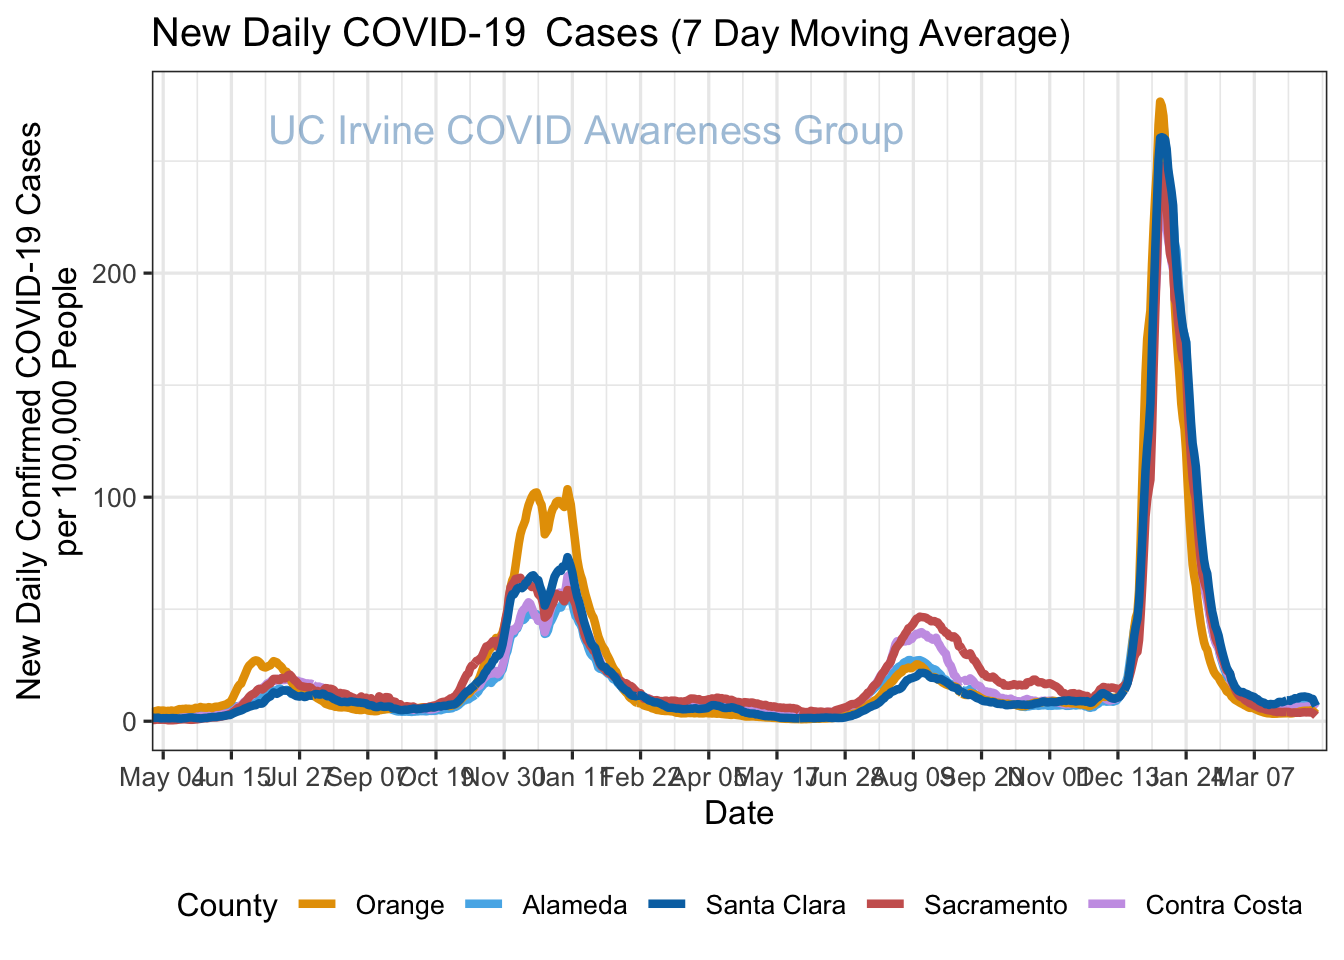 New Daily COVID-19 Cases (7 Day Moving Average)
UC Irvine COVID Awareness Group
New Daily Confirmed COVID-19 Cases
per 100,000 People
200
100
0
May 04 Jun 15 Jul 27 Sep 07 Oct 19 Nov 30 Jan 11 Feb 22 Apr 05 May 17 Jun 28 Aug 09 Sep 20 Nov 01 Dec 13 Jan 24 Mar 07
Date
County Orange Alameda Santa Clara Sacramento Contra Costa